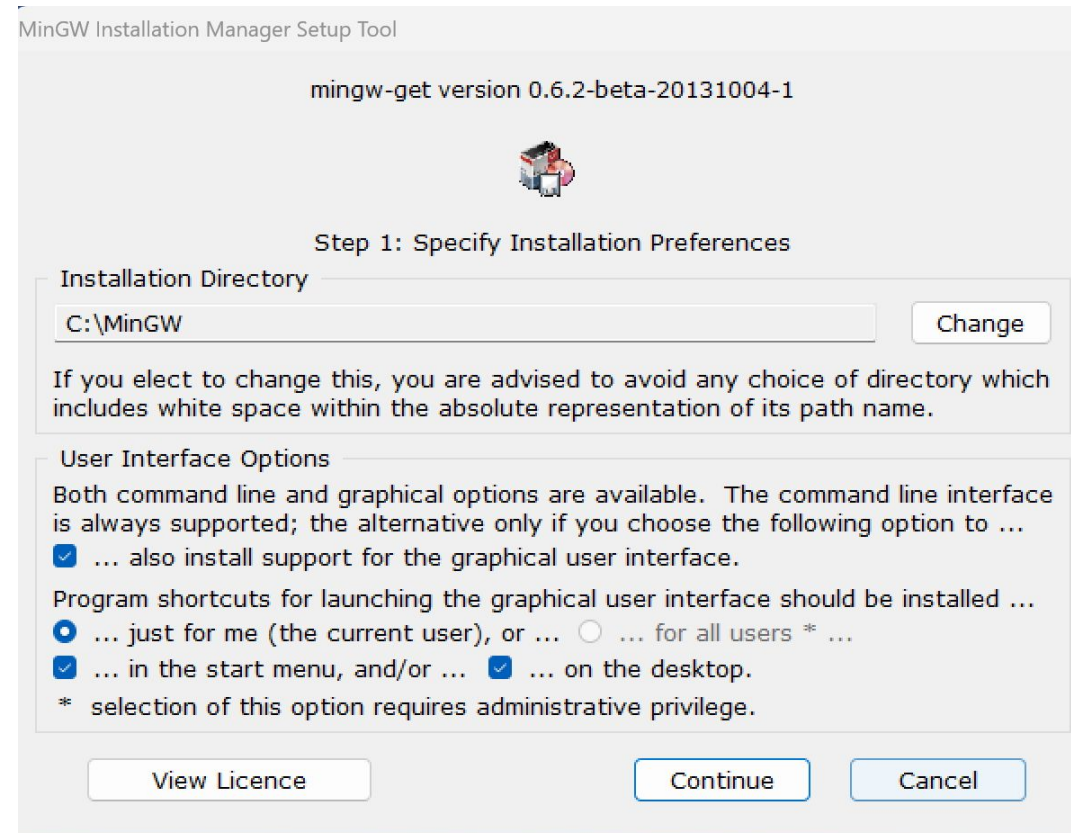 MinGW Installation Manager Setup Tool
mingw-get version 0.6.2-beta-20131004-1
Step 1: Specify Installation Preferences
Installation Directory
C:\MinGW
Change
If you elect to change this, you are advised to avoid any choice of directory which
includes white space within the absolute representation of its path name.
User Interface Options
Both command line and graphical options are available.  The command line interface
is always supported; the alternative only if you choose the following option to ...
... also install support for the graphical user interface.
Program shortcuts for launching the graphical user interface should be installed ...
... just for me (the current user), or ... ... for all users * ...
... in the start menu, and/or ... ... on the desktop.
* selection of this option requires administrative privilege.
View Licence Continue Cancel